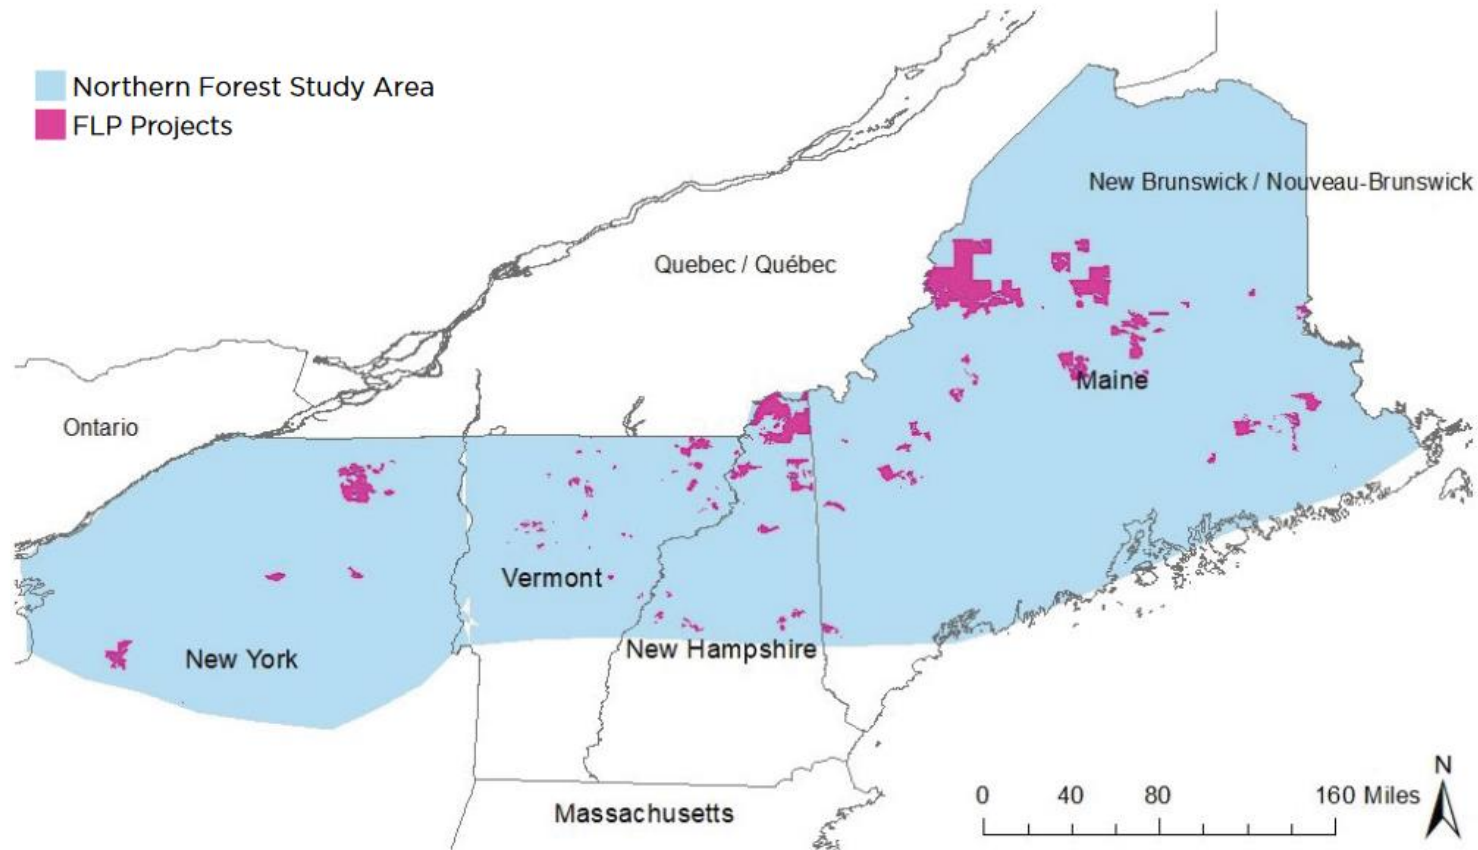 Northern Forest Study Area
FLP Projects
New Brunswick / Nouveau-Brunswick
Quebec / Québec
Maine
Ontario
Vermont
New York
New Hampshire
Massachusetts
N
0 40 80 160 Miles